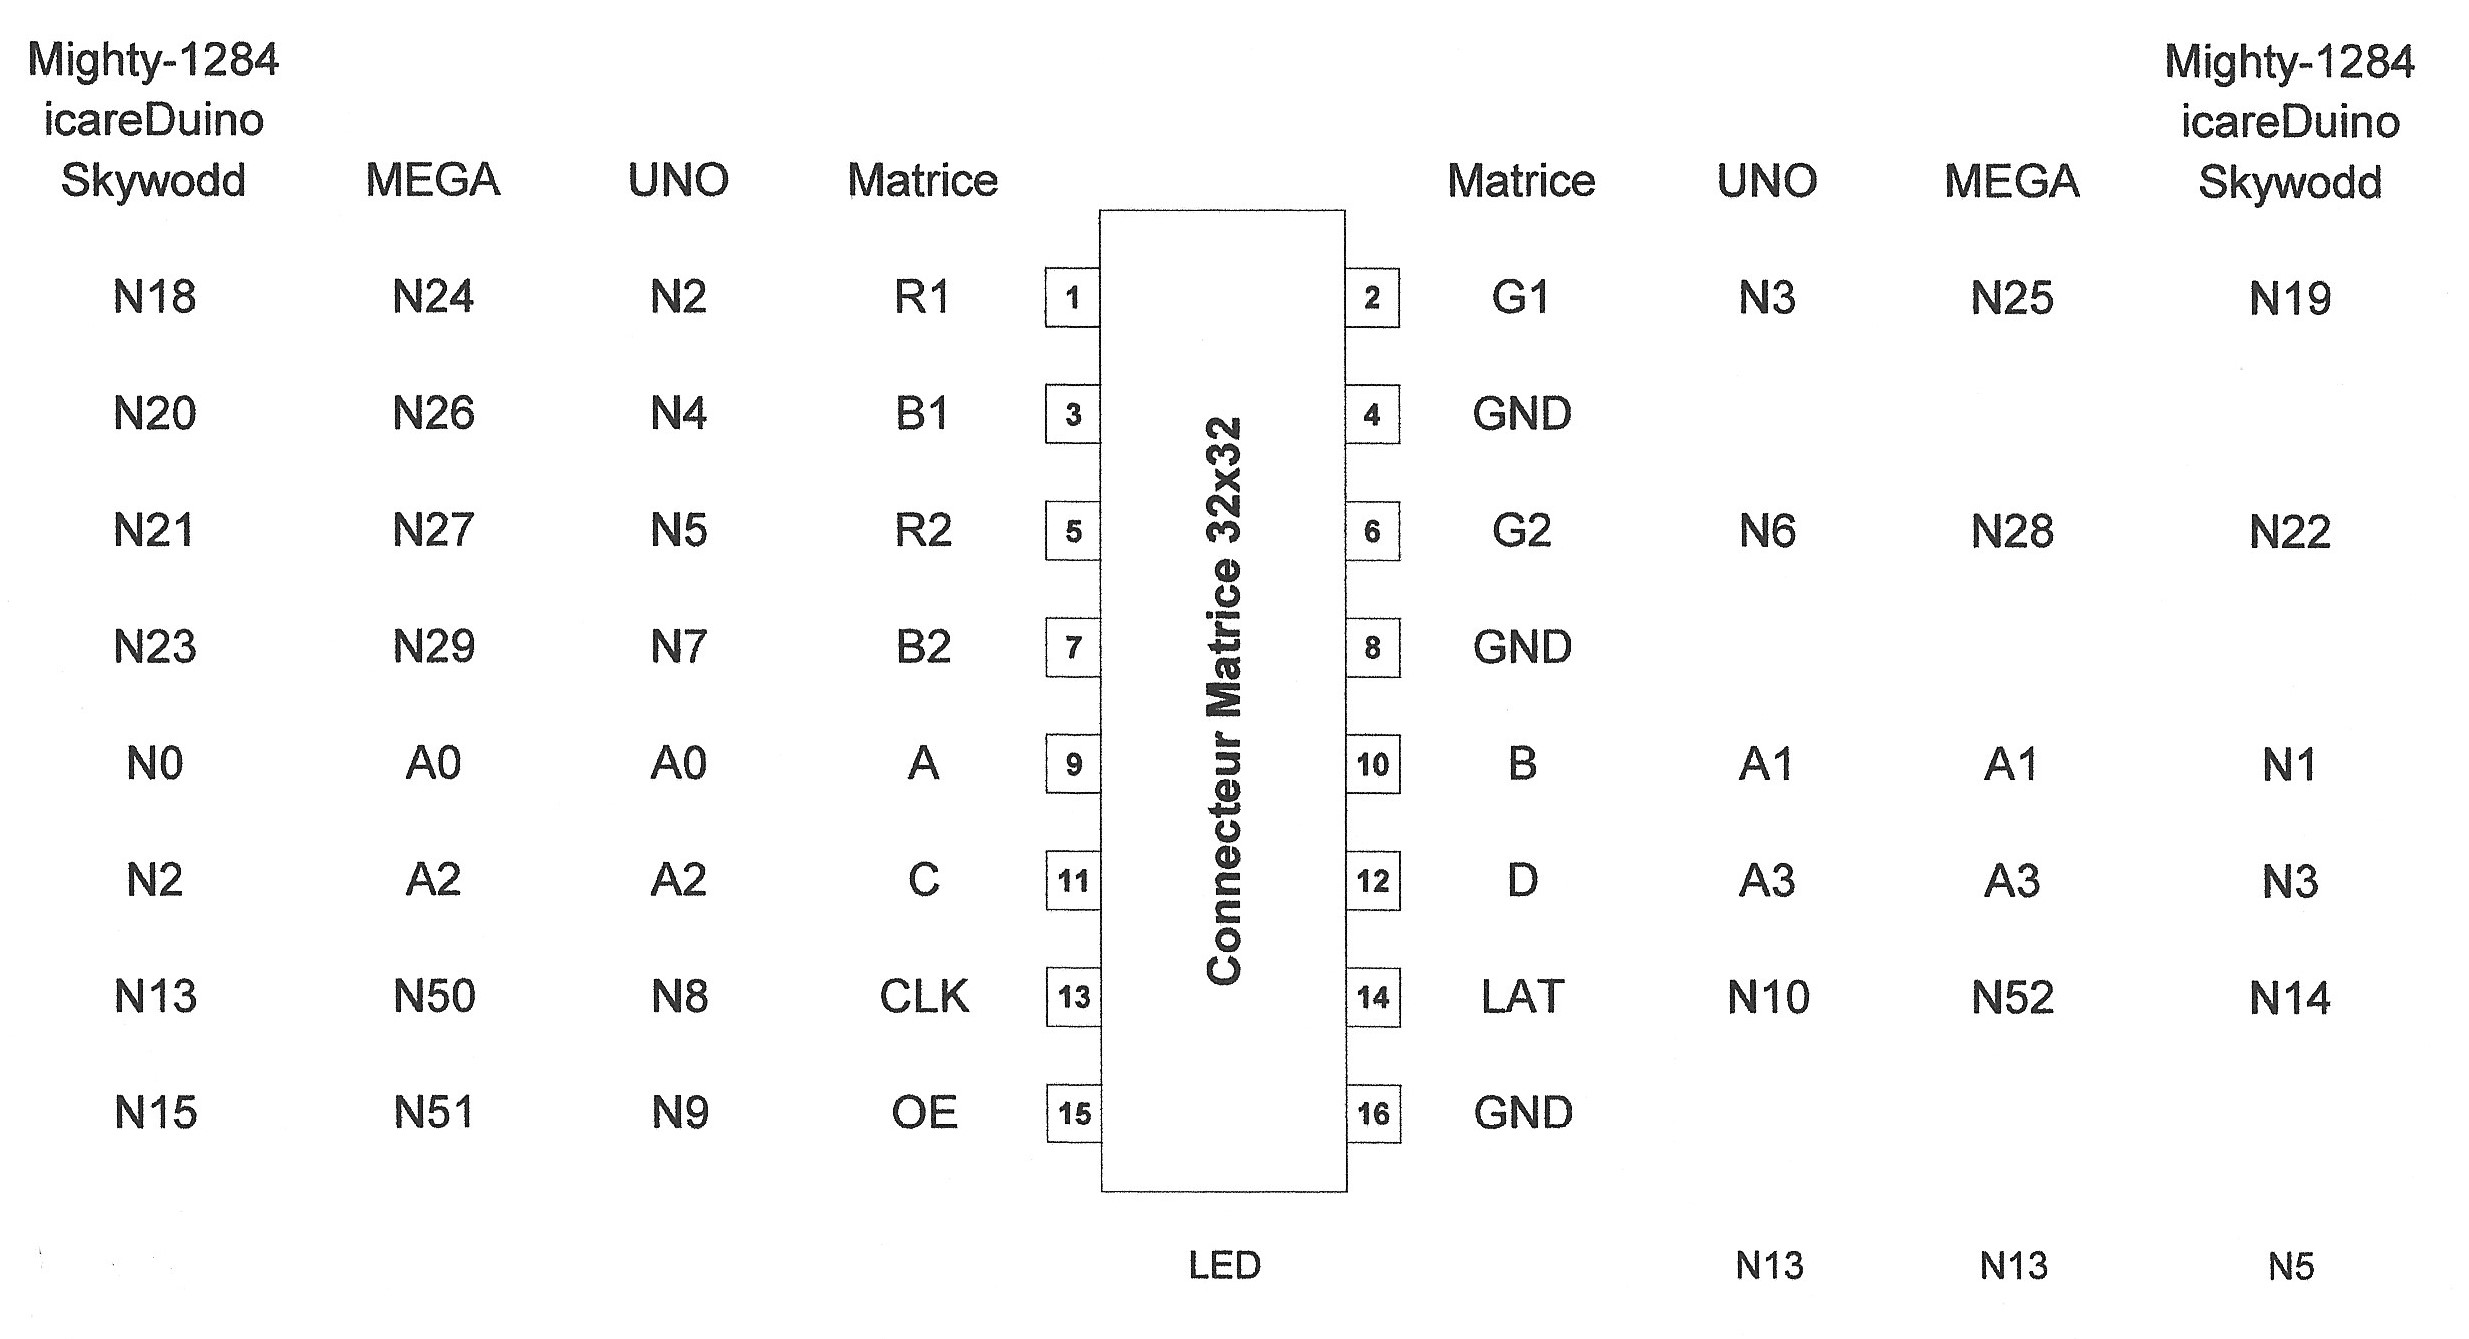 Mighty-1284 Mighty-1284
icareDuino icareDuino
Skywodd MEGA UNO Matrice Matrice UNO MEGA Skywodd
N18 N24 N2 R1 1 2 G1 N3 N25 N19
N20 N26 N4 B1 3 4 GND
N21 N27 N5 R2 5 6 G2 N6 N28 N22
N23 N29 N7 B2 7 8 GND
N0 A0 A0 A 9 10 B A1 A1 N1
N2 A2 A2 C 11 12 D A3 A3 N3
N13 N50 N8 CLK 13 14 LAT N10 N52 N14
N15 N51 N9 OE 15 16 GND
Connecteur Matrice 32x32
LED N13 N13 N5